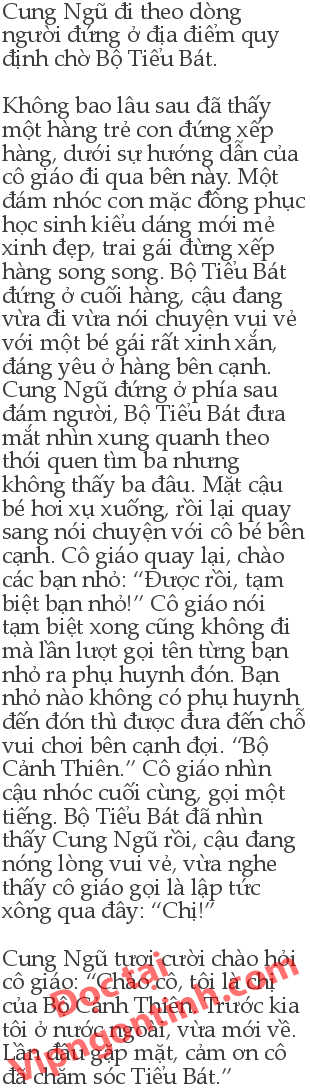 Cung Ngũ đi theo dòng
người đứng ở địa điểm quy
định chờ Bộ Tiểu Bát.
Không bao lâu sau đã thấy
một hàng trẻ con đứng xếp
hàng, dưới sự hướng dẫn của
cô giáo đi qua bên này. Một
đám nhóc con mặc đồng phục
học sinh kiểu dáng mới mẻ
xinh đẹp, trai gái đừng xếp
hàng song song. Bộ Tiểu Bát
đứng ở cuối hàng, cậu đang
vừa đi vừa nói chuyện vui vẻ
với một bé gái rất xinh xắn,
đáng yêu ở hàng bên cạnh.
Cung Ngũ đứng ở phía sau
đám người, Bộ Tiểu Bát đưa
mắt nhìn xung quanh theo
thói quen tìm ba nhưng
không thấy ba đâu. Mặt cậu
bé hơi xụ xuống, rồi lại quay
sang nói chuyện với cô bé bên
cạnh. Cô giáo quay lại, chào
các bạn nhỏ: “Được rồi, tạm
biệt bạn nhỏ!” Cô giáo nói
tạm biệt xong cũng không đi
mà lần lượt gọi tên từng bạn
nhỏ ra phụ huynh đón. Bạn
nhỏ nào không có phụ huynh
đến đón thì được đưa đến chỗ
vui chơi bên cạnh đợi. “Bộ
Cảnh Thiên.” Cô giáo nhìn
cậu nhóc cuối cùng, gọi một
tiếng. Bộ Tiểu Bát đã nhìn
thấy Cung Ngũ rồi, cậu đang
nóng lòng vui vẻ, vừa nghe
thấy cô giáo gọi là lập tức
xông qua đây: “Chị!”
Cung Ngũ tươi cười chào hỏi
cô giáo: “Chào cô, tôi là chị
của Bộ Cảnh Thiên. Trước kia
tôi ở nước ngoài, vừa mới về.
Lần đầu gặp mặt, cảm ơn cô
đã chăm sóc Tiểu Bát.”
Doc tai
Vipngontinh.com